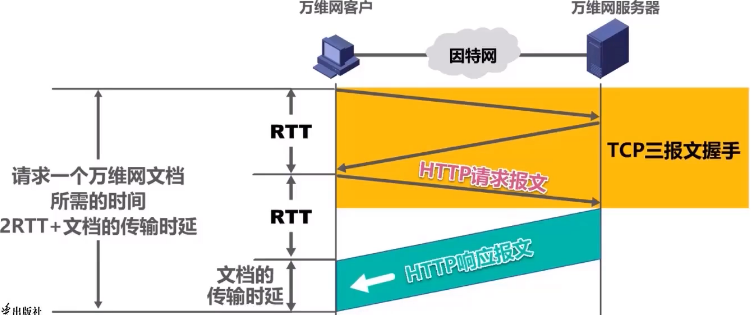 万维网客户
万维网服务器
因特网
RTT
TCP三报文握手
HTTP请求报文
请求一个万维网文档
所需的时间
2RTT+文档的传输时延
RTT
HTTP响应报文
文档的
传输时延
出版社